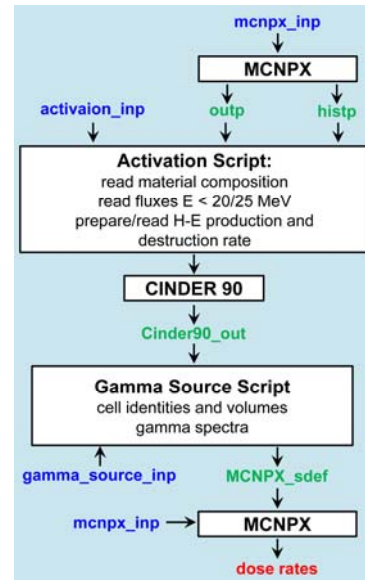 mcnpx_inp
MCNPX
activaion_inp
outp
histp
Activation Script:
read material composition
read fluxes E < 20/25 MeV
prepare/read H-E production and
destruction rate
CINDER 90
Cinder90_out
Gamma Source Script
cell identities and volumes
gamma spectra
gamma_source_inp
MCNPX_sdef
mcnpx_inp
MCNPX
dose rates